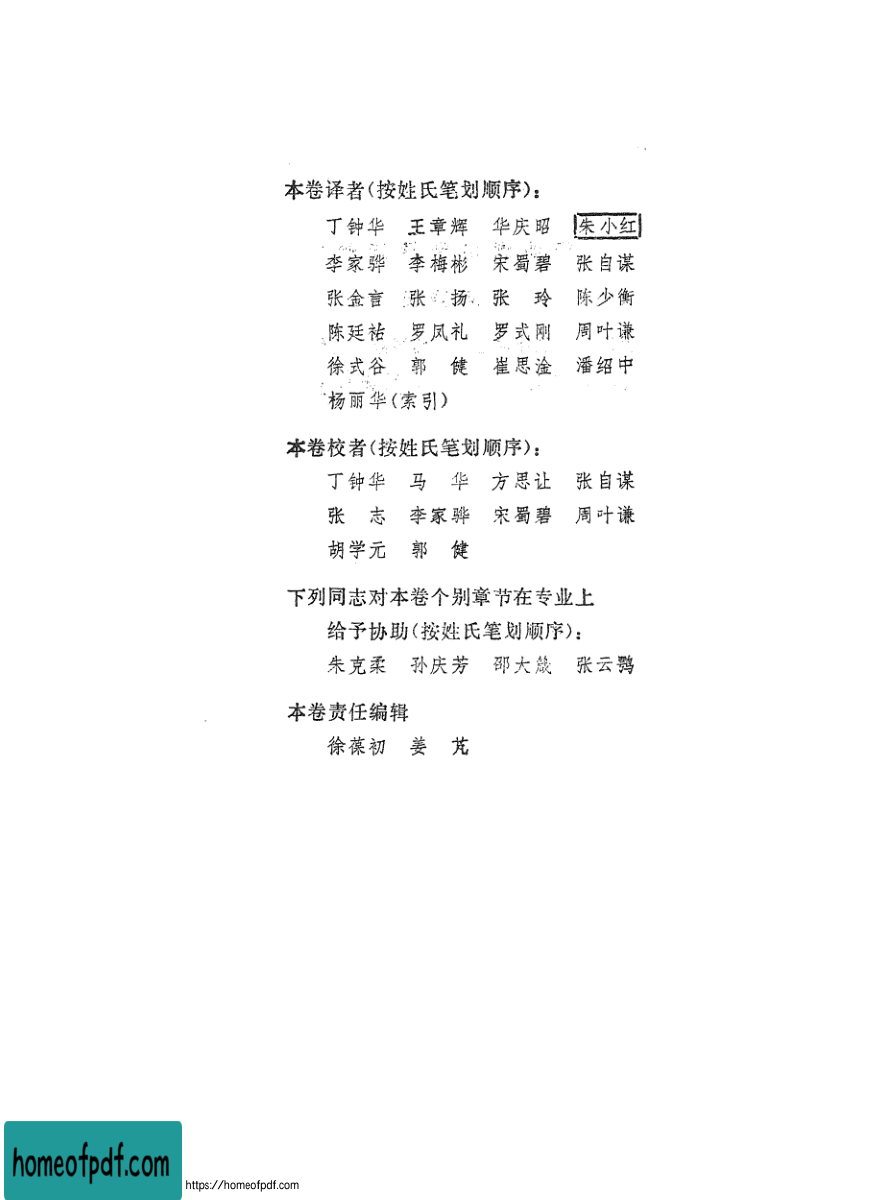 本卷译者(按姓氏笔划顺序)：
丁钟华 王章辉 华庆昭 朱小红
李家骅 李梅彬 宋蜀碧 张自谋
张金言 张 扬 张 玲 陈少衡
陈廷祐 罗凤礼 罗式刚 周叶谦
徐式谷 郭 健 崔思淦 潘绍中
杨丽华(索引)
本卷校者(按姓氏笔划顺序)：
丁钟华 马 华 方思让 张自谋
张 志 李家骅 宋蜀碧 周叶谦
胡学元 郭 健
下列同志对本卷个别章节在专业上
给予协助(按姓氏笔划顺序)：
朱克柔 孙庆芳 邵大箴 张云鹗
本卷责任编辑
徐葆初 姜 芃
homeofpdf.com
https://homeofpdf.com